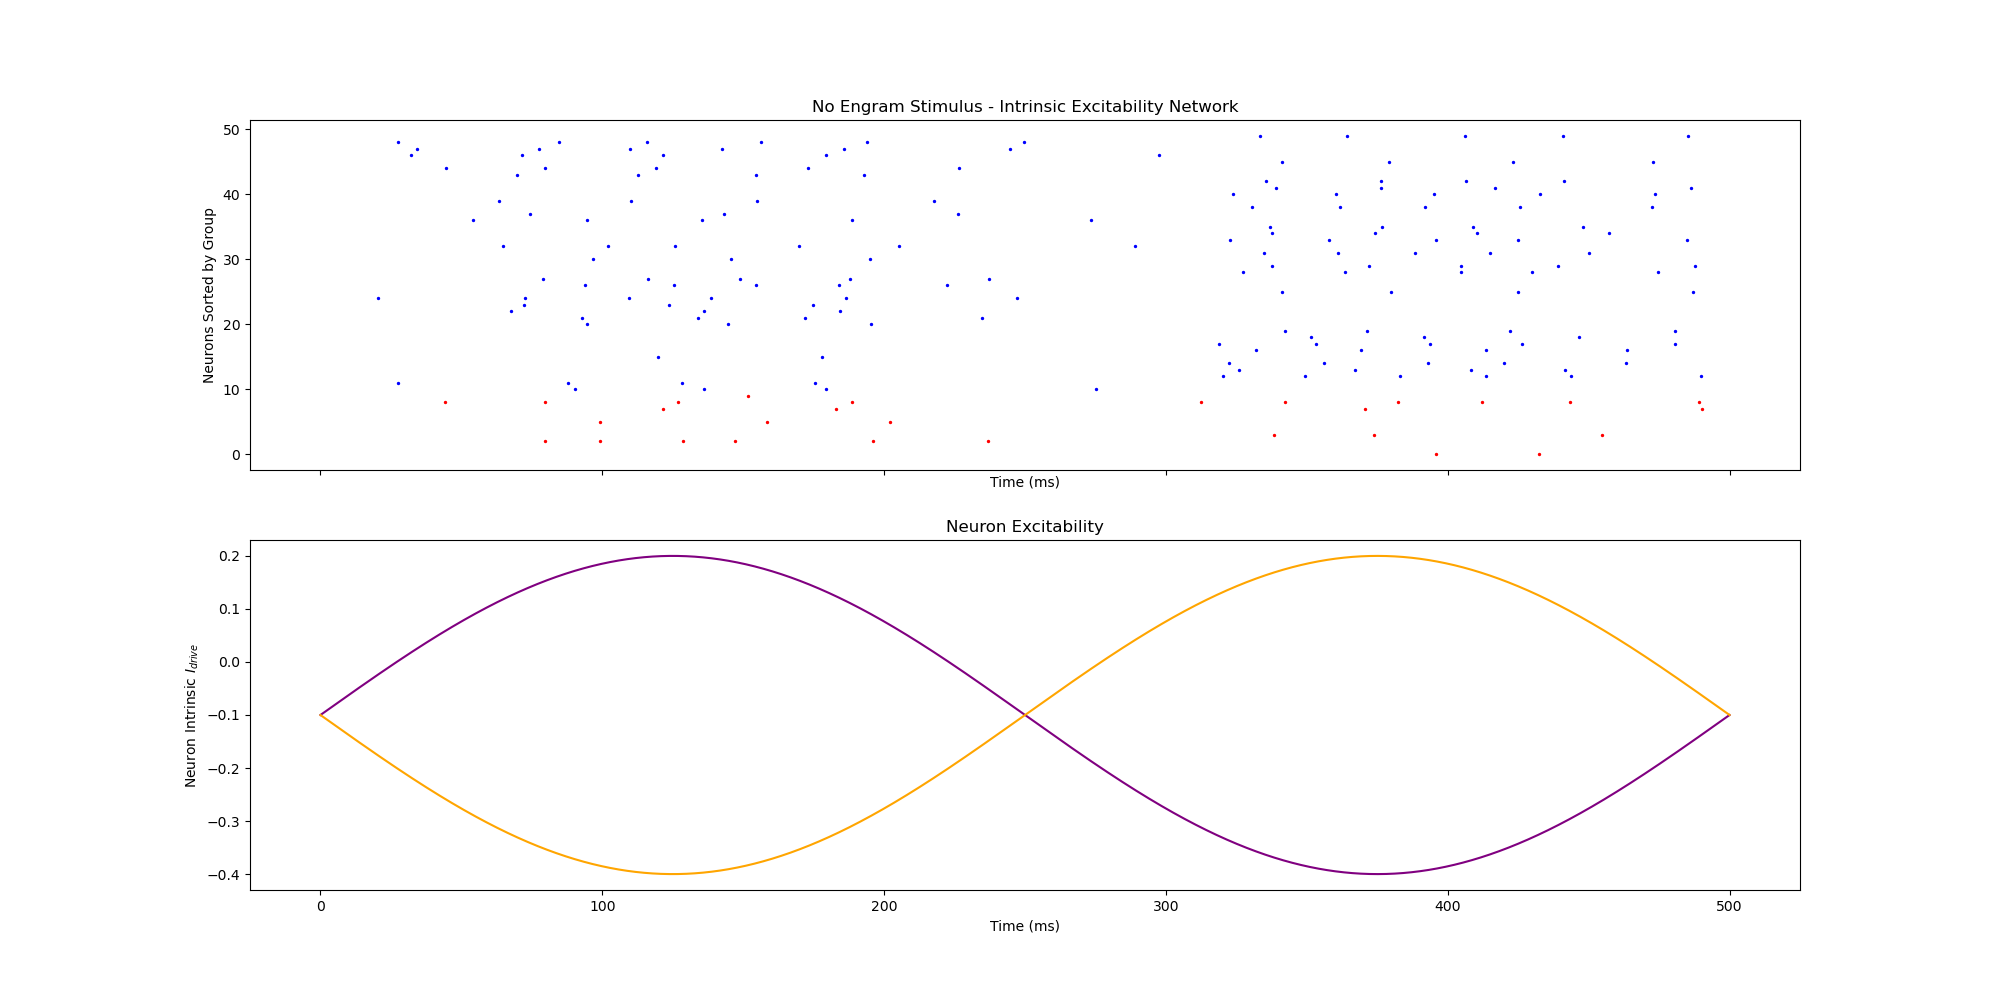 No Engram Stimulus - Intrinsic Excitability Network
50
40
30
20
10
0
Neurons Sorted by Group
Time (ms)
Neuron Excitability
0.2
0.1
0.0
−0.1
−0.2
−0.3
−0.4
Neuron Intrinsic I_drive
0 100 200 300 400 500
Time (ms)